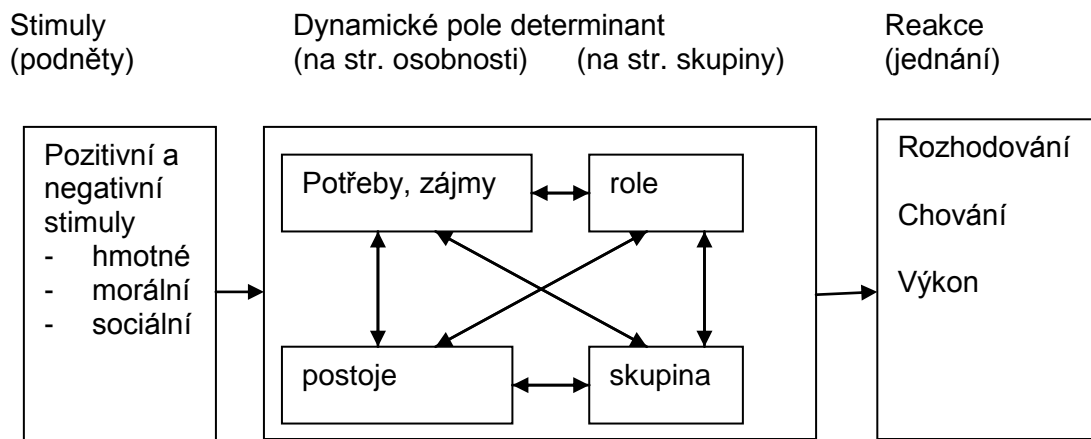 Stimuly
(podněty)
Dynamické pole determinant
(na str. osobnosti) (na str. skupiny)
Reakce
(jednání)
Pozitivní a
negativní
stimuly
- hmotné
- morální
- sociální
Potřeby, zájmy
role
postoje
skupina
Rozhodování
Chování
Výkon